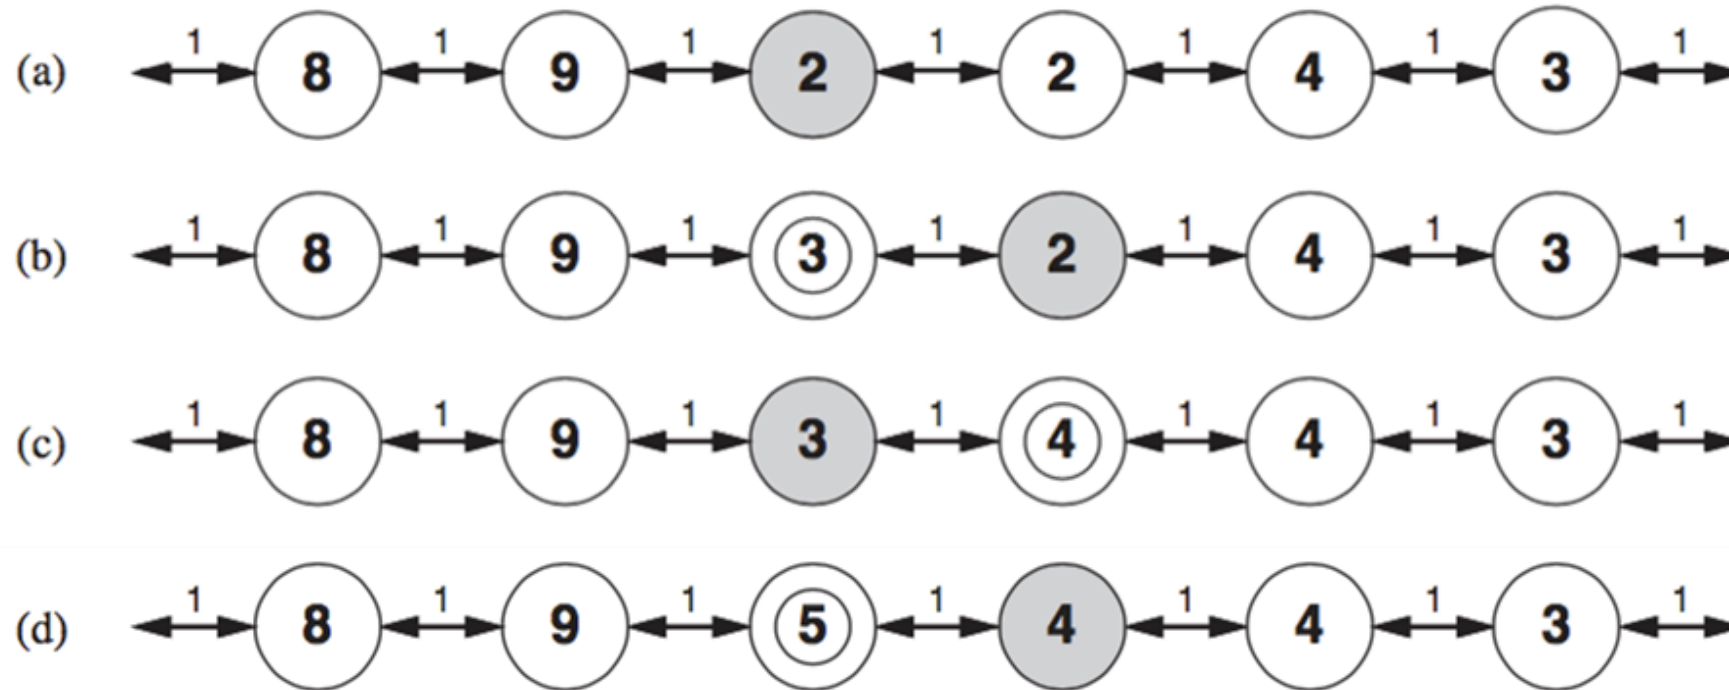 1 1 1 1 1 1 1
(a) 8 9 2 2 4 3
1 1 1 1 1 1 1
(b) 8 9 3 2 4 3
1 1 1 1 1 1 1
(c) 8 9 3 4 4 3
1 1 1 1 1 1 1
(d) 8 9 5 4 4 3